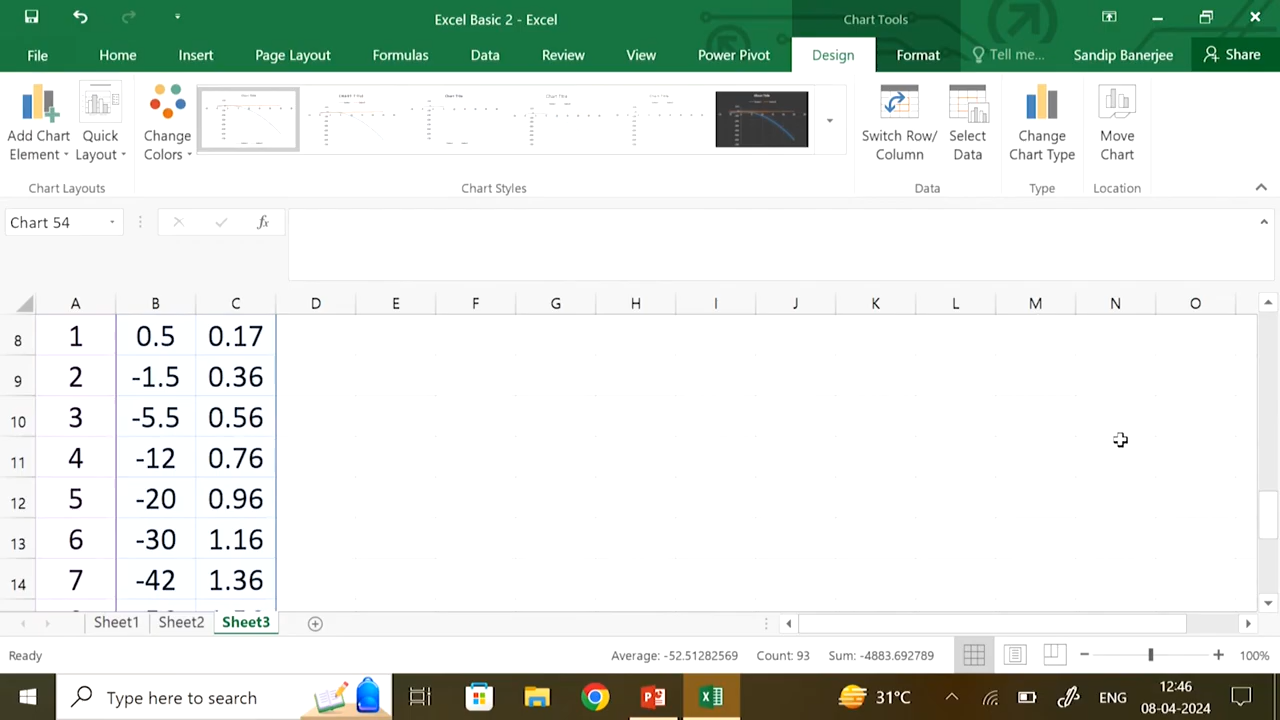 Excel Basic 2 - Excel
Chart Tools
File Home Insert Page Layout Formulas Data Review View Power Pivot Design Format Tell me... Sandip Banerjee Share
Add Chart Element
Quick Layout
Change Colors
Switch Row/ Column
Select Data
Change Chart Type
Move Chart
Chart Layouts Chart Styles Data Type Location
Chart 54 fx
A B C D E F G H I J K L M N O
8 1 0.5 0.17
9 2 -1.5 0.36
10 3 -5.5 0.56
11 4 -12 0.76
12 5 -20 0.96
13 6 -30 1.16
14 7 -42 1.36
Sheet1 Sheet2 Sheet3
Ready Average: -52.51282569 Count: 93 Sum: -4883.692789 100%
Type here to search 31°C ENG 12:46
08-04-2024